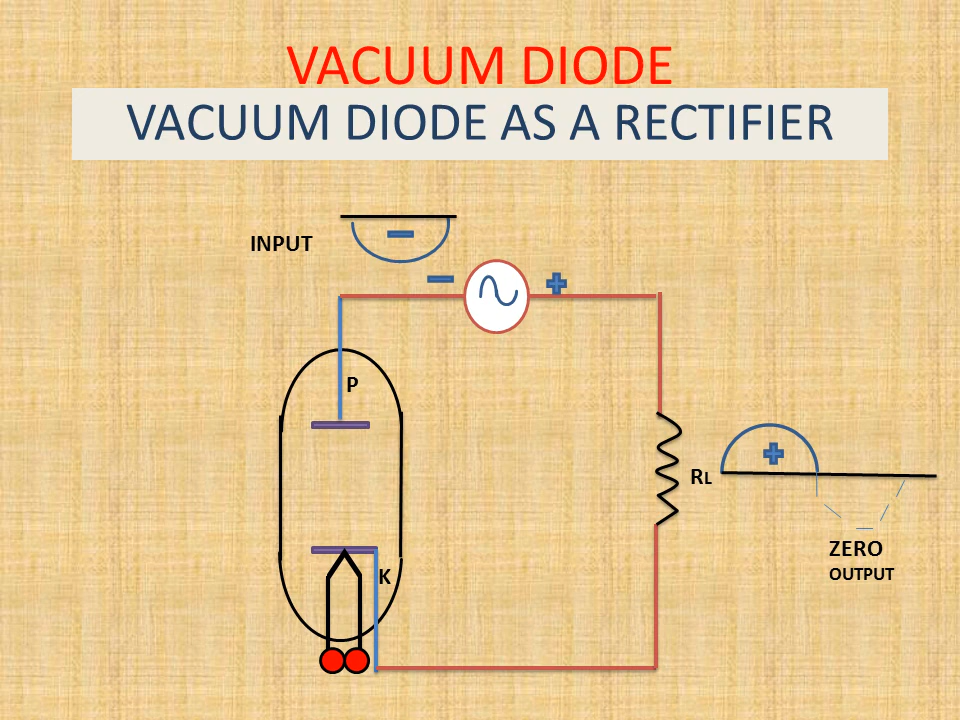 VACUUM DIODE
VACUUM DIODE AS A RECTIFIER
INPUT
P
RL
ZERO
OUTPUT
K